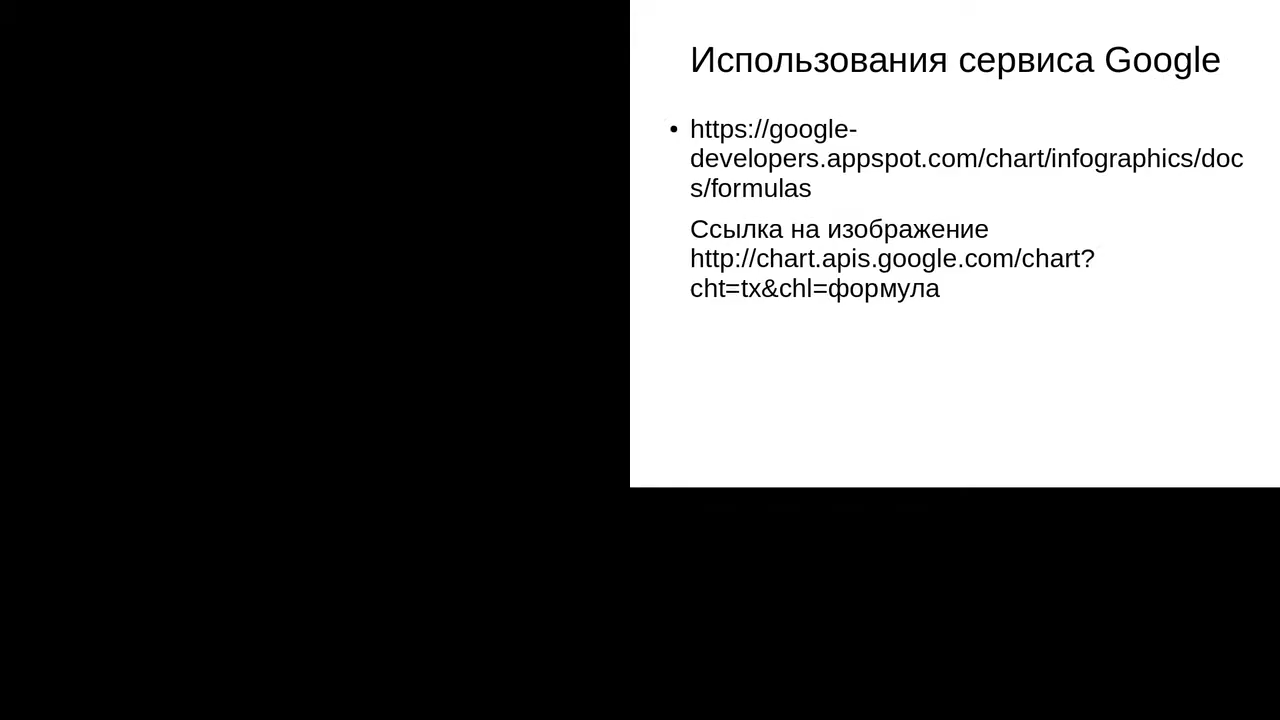 Использования сервиса Google
• https://google-
developers.appspot.com/chart/infographics/doc
s/formulas
Ссылка на изображение
http://chart.apis.google.com/chart?
cht=tx&chl=формула